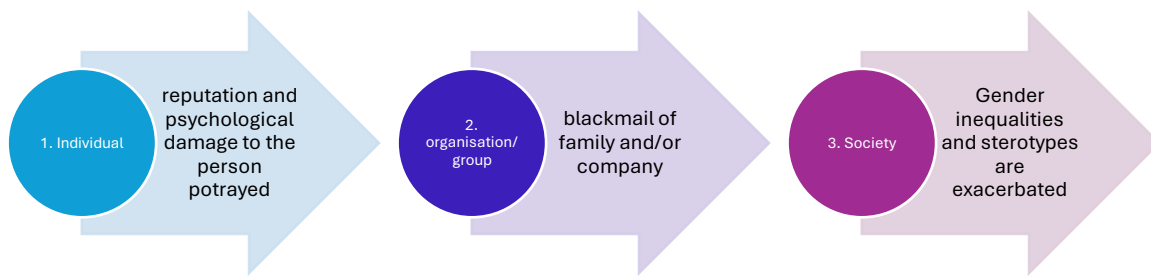 1. Individual
reputation and
psychological
damage to the
person
potrayed
2.
organisation/
group
blackmail of
family and/or
company
3. Society
Gender
inequalities
and sterotypes
are
exacerbated